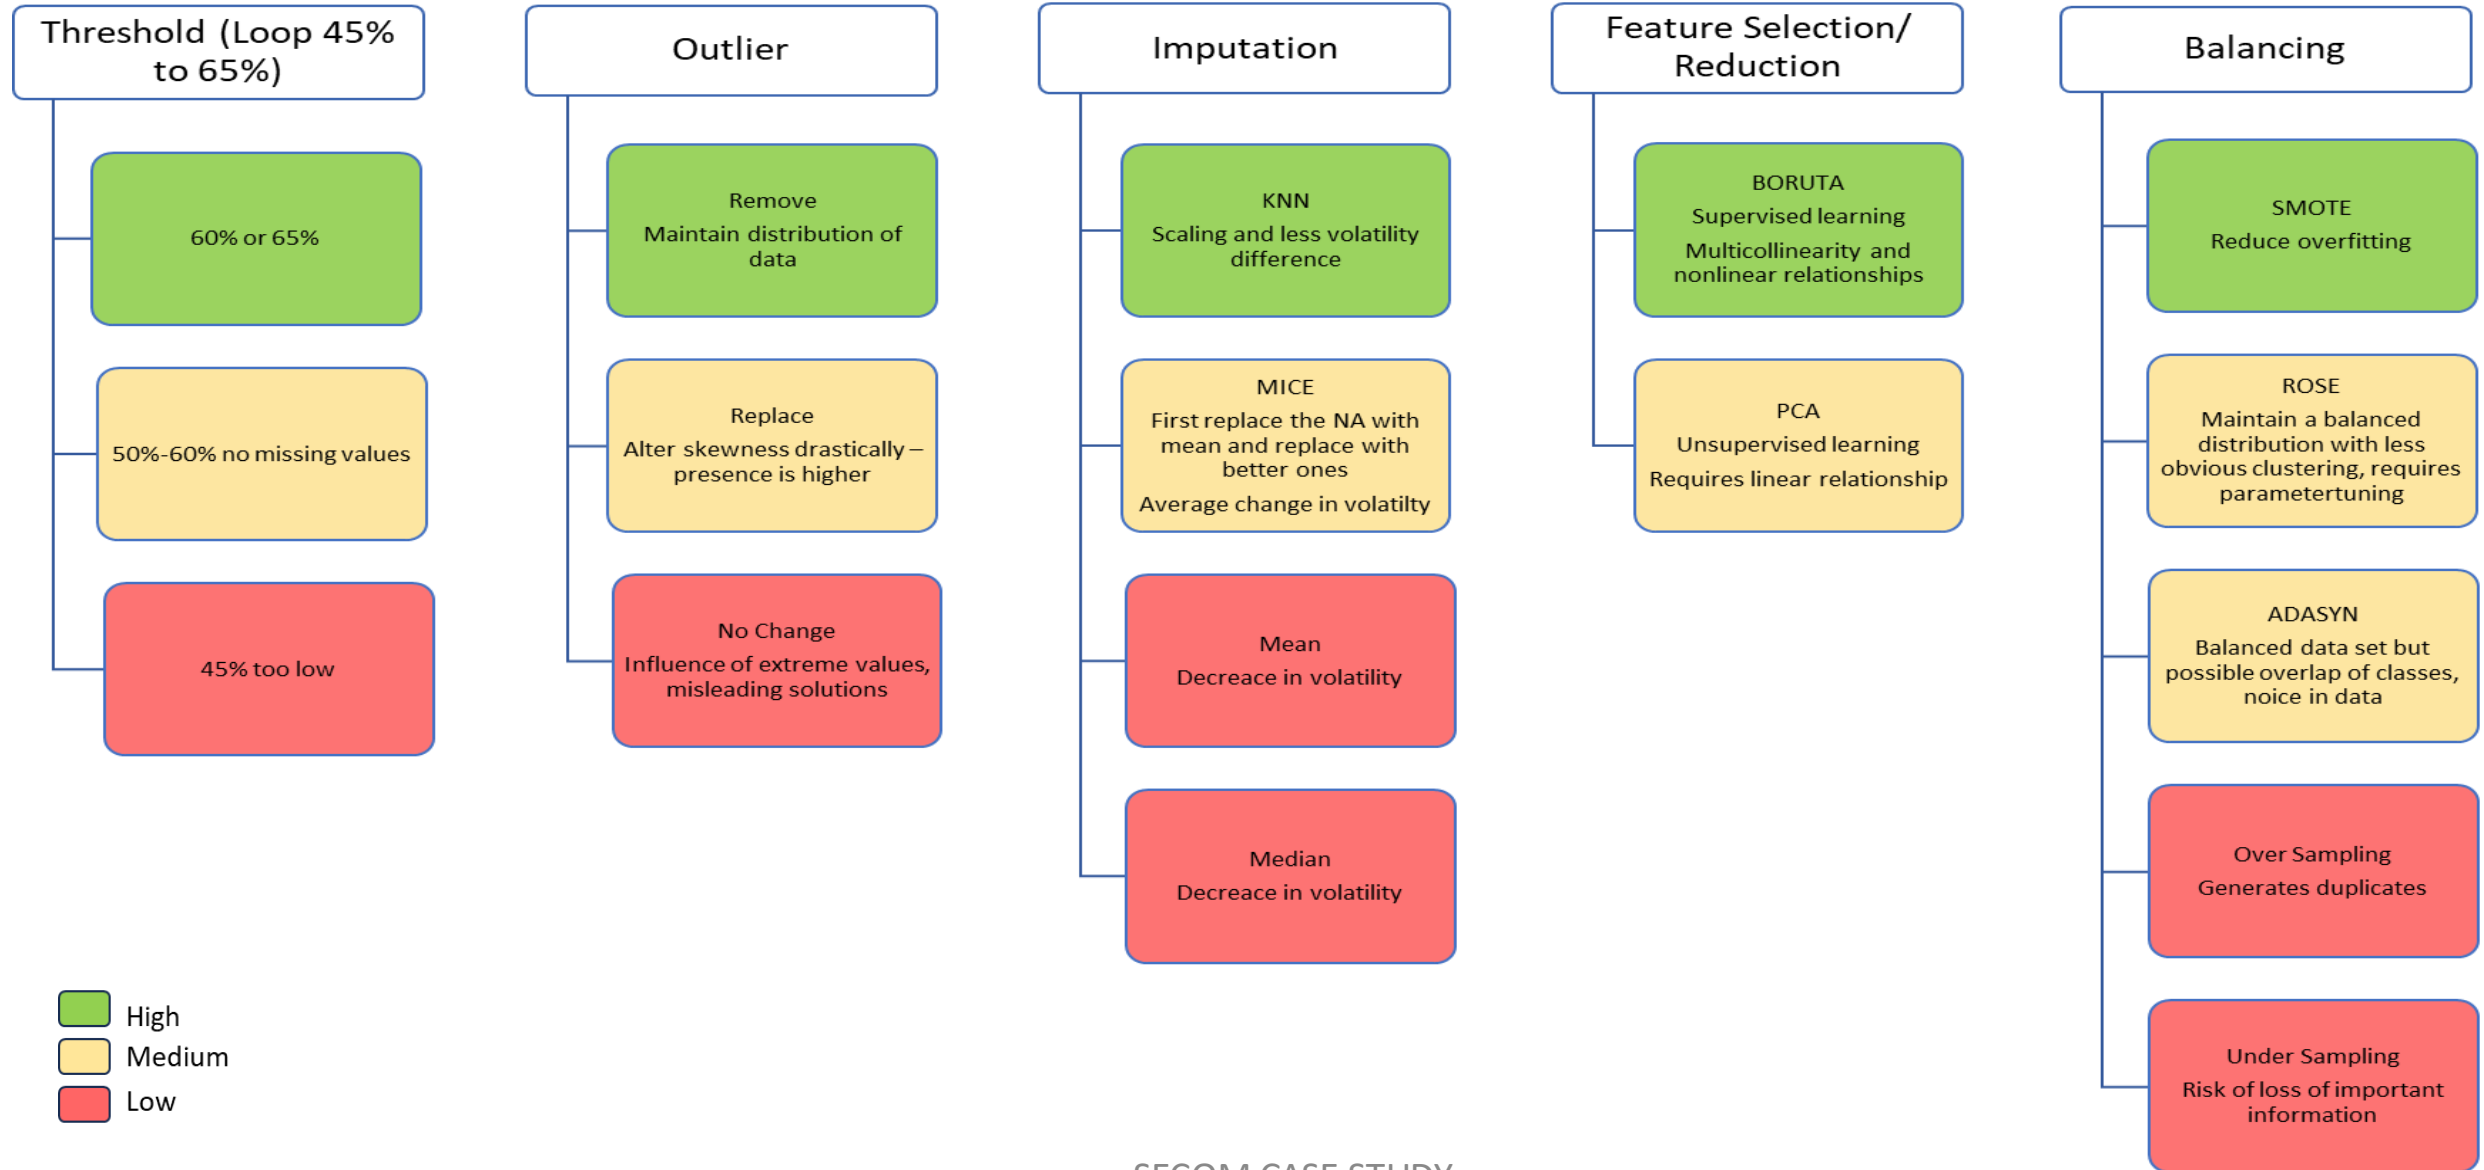 Threshold (Loop 45%
to 65%)
60% or 65%
50%-60% no missing values
45% too low
Outlier
Remove
Maintain distribution of
data
Replace
Alter skewness drastically –
presence is higher
No Change
Influence of extreme values,
misleading solutions
Imputation
KNN
Scaling and less volatility
difference
MICE
First replace the NA with
mean and replace with
better ones
Average change in volatilty
Mean
Decreace in volatility
Median
Decreace in volatility
Feature Selection/
Reduction
BORUTA
Supervised learning
Multicollinearity and
nonlinear relationships
PCA
Unsupervised learning
Requires linear relationship
Balancing
SMOTE
Reduce overfitting
ROSE
Maintain a balanced
distribution with less
obvious clustering, requires
parametertuning
ADASYN
Balanced data set but
possible overlap of classes,
noice in data
Over Sampling
Generates duplicates
Under Sampling
Risk of loss of important
information
High
Medium
Low
SECOM CASE STUDY